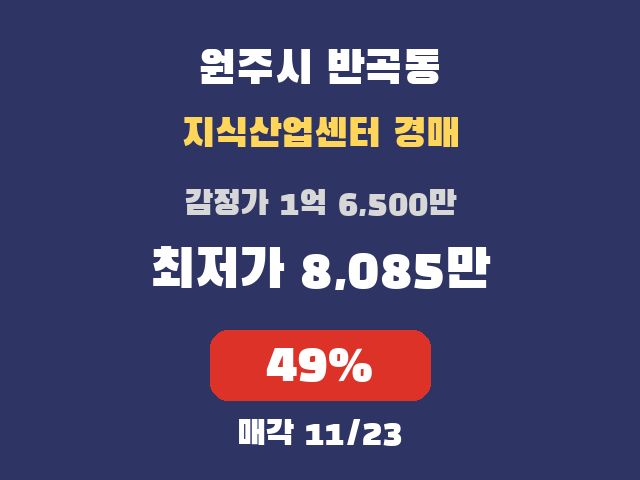 원주시 반곡동
지식산업센터 경매
감정가 1억 6,500만
최저가 8,085만
49%
매각 11/23